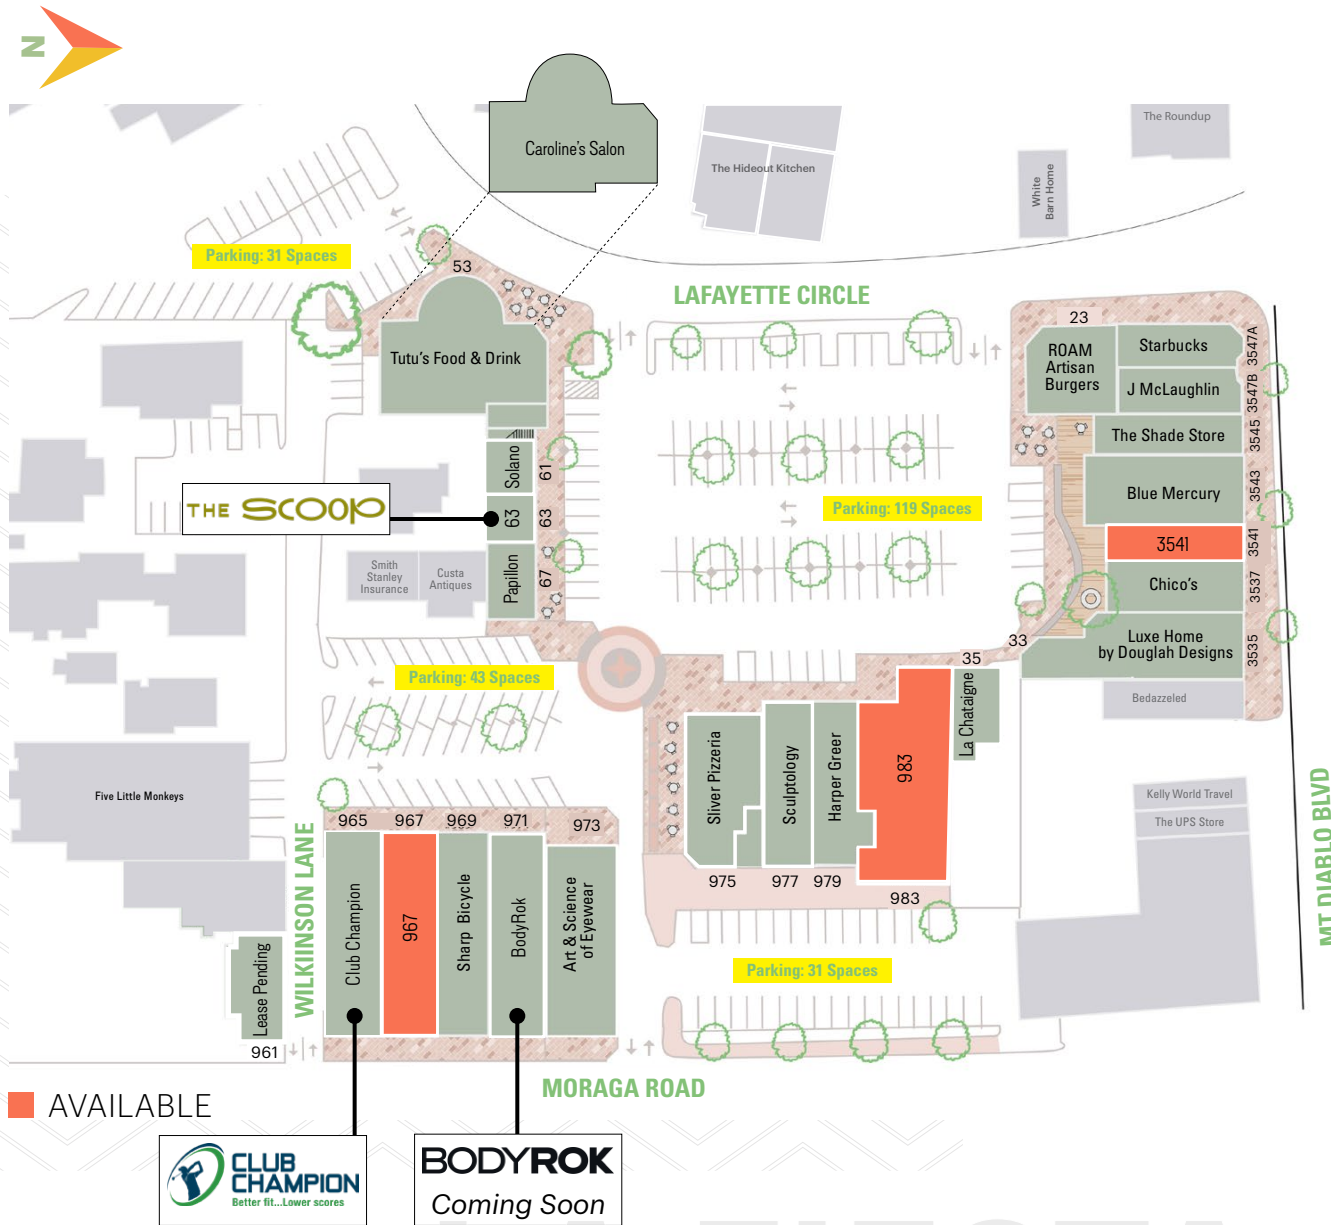 N
Caroline's Salon
The Hideout Kitchen
White
Barn Home
The Roundup
Parking: 31 Spaces
53
LAFAYETTE CIRCLE
Tutu's Food & Drink
23
ROAM
Artisan
Burgers
Starbucks
3547A
J McLaughlin
3547B
The Shade Store
3545
Blue Mercury
3543
3541
3541
Chico's
3537
Luxe Home
by Douglah Designs
3535
33
Bedazzeled
Solano
61
THE SCOOP
63
63
Papillon
67
Smith
Stanley
Insurance
Custa
Antiques
Parking: 119 Spaces
Parking: 43 Spaces
35
La Chataigne
Sliver Pizzeria
Sculptology
Harper Greer
983
975
977
979
983
Kelly World Travel
The UPS Store
MT DIABLO BLVD
Five Little Monkeys
WILKIINSON LANE
965
967
969
971
973
Club Champion
967
Sharp Bicycle
BodyRok
Art & Science
of Eyewear
Lease Pending
961
Parking: 31 Spaces
MORAGA ROAD
AVAILABLE
CLUB
CHAMPION
Better fit...Lower scores
BODYROK
Coming Soon